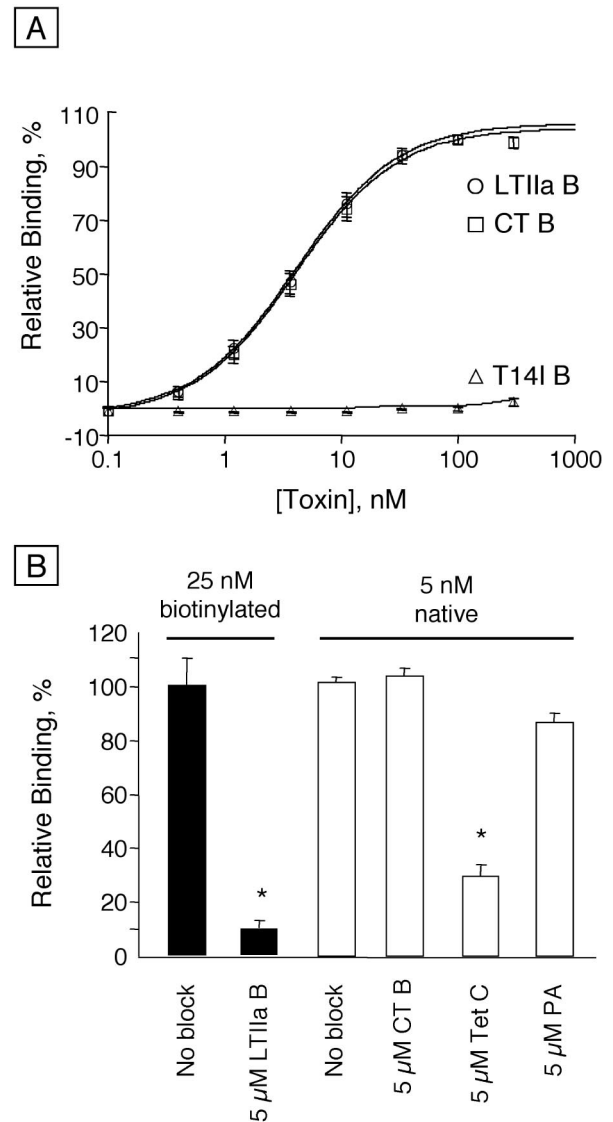 A
110
90
70
50
30
10
-10
Relative Binding, %
LTIIa B
CT B
T14I B
0.1
1
10
100
1000
[Toxin], nM
B
25 nM
biotinylated
5 nM
native
120
100
80
60
40
20
0
Relative Binding, %
*
*
No block
5 µM LTIIa B
No block
5 µM CT B
5 µM Tet C
5 µM PA